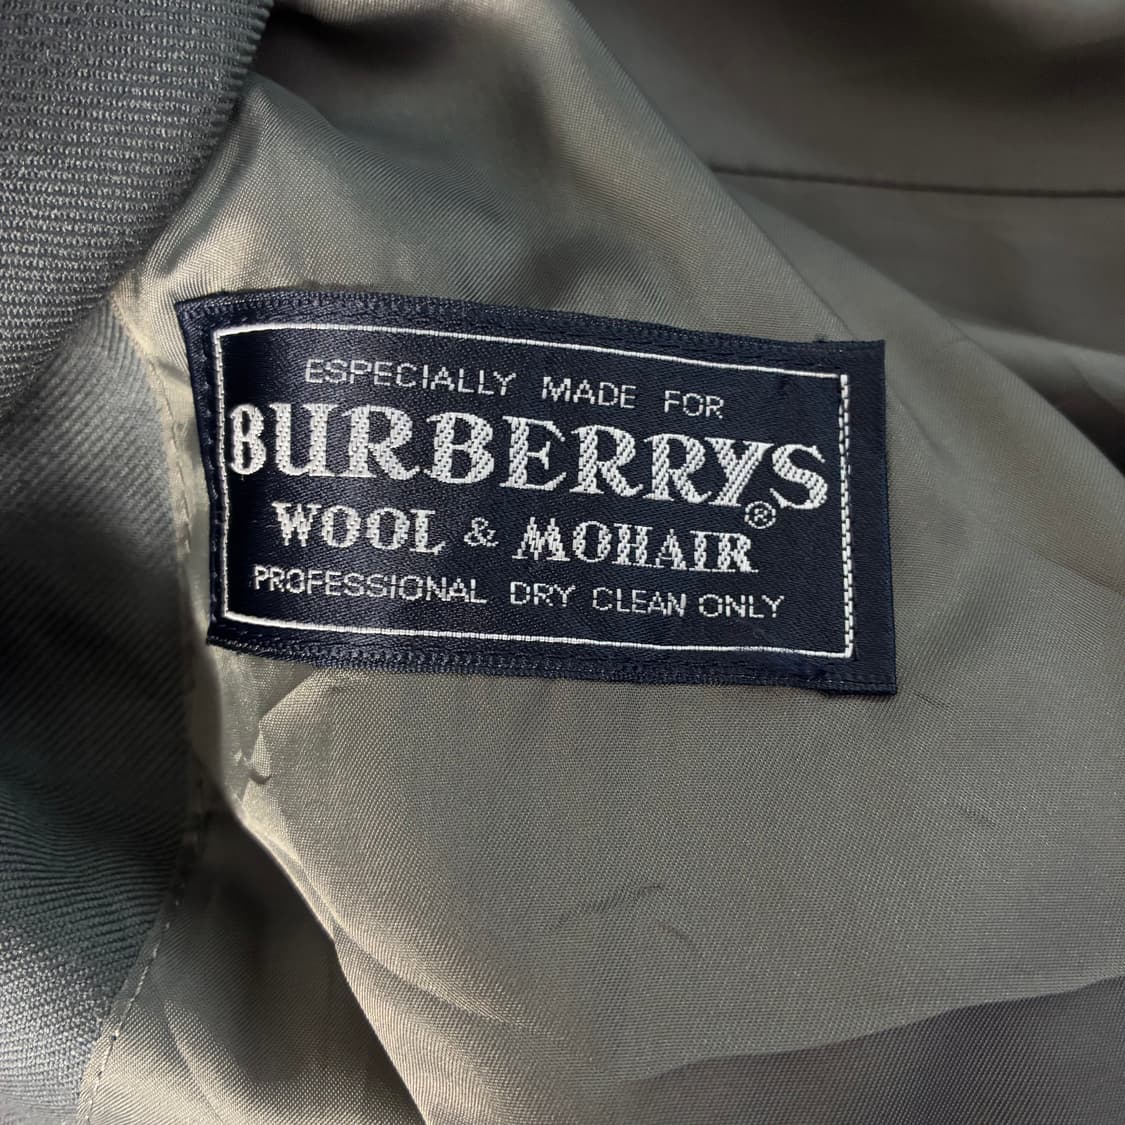 ESPECIALLY MADE FOR
BURBERRYS®
WOOL & MOHAIR
PROFESSIONAL DRY CLEAN ONLY